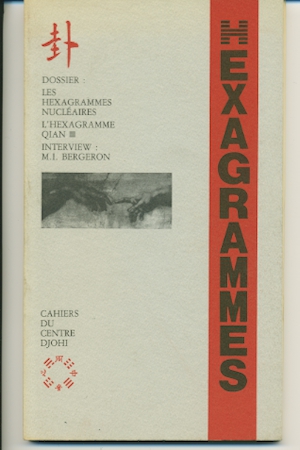 卦
DOSSIER :
LES
HEXAGRAMMES
NUCLÉAIRES
L'HEXAGRAMME
QIAN ䷎
INTERVIEW :
M.I. BERGERON
HEXAGRAMMES
CAHIERS
DU
CENTRE
DJOHI